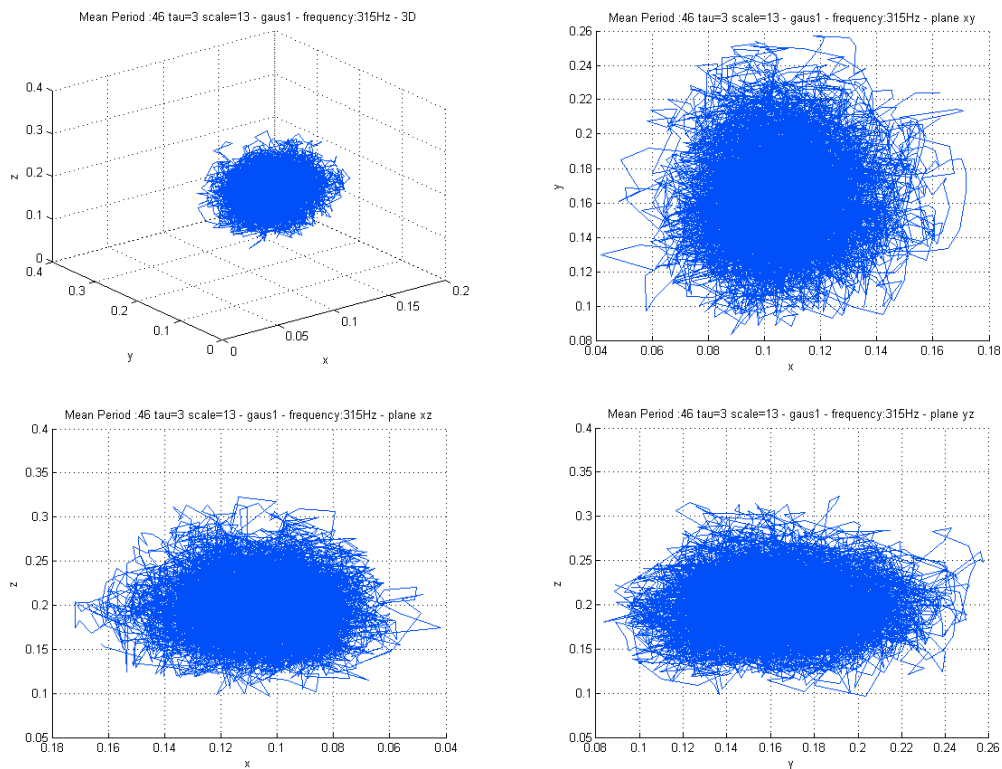 Mean Period :46 tau=3 scale=13 - gaus1 - frequency:315Hz - 3D
0.4
0.3
0.2
0.1
0
z
0.4
0.3
0.2
0.1
0
y
0
0.05
0.1
0.15
0.2
x
Mean Period :46 tau=3 scale=13 - gaus1 - frequency:315Hz - plane xy
0.26
0.24
0.22
0.2
0.18
0.16
0.14
0.12
0.1
0.08
y
0.04 0.06 0.08 0.1 0.12 0.14 0.16 0.18
x
Mean Period :46 tau=3 scale=13 - gaus1 - frequency:315Hz - plane xz
0.4
0.35
0.3
0.25
0.2
0.15
0.1
0.05
z
0.18 0.16 0.14 0.12 0.1 0.08 0.06 0.04
x
Mean Period :46 tau=3 scale=13 - gaus1 - frequency:315Hz - plane yz
0.4
0.35
0.3
0.25
0.2
0.15
0.1
0.05
z
0.08 0.1 0.12 0.14 0.16 0.18 0.2 0.22 0.24 0.26
y